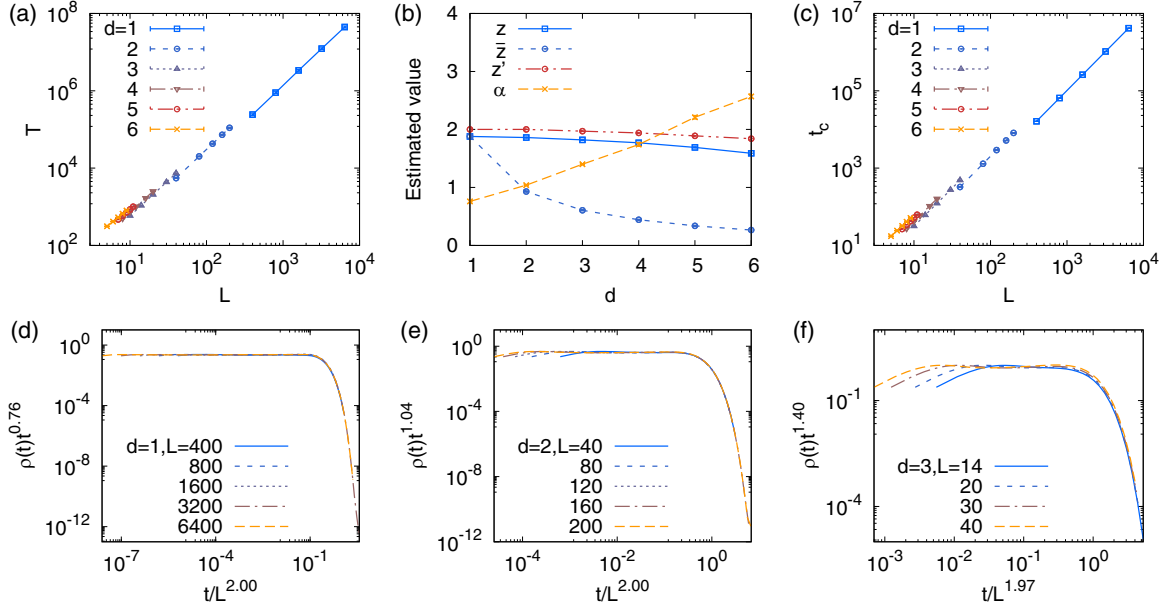 (a)
T
10^8
10^6
10^4
10^2
d=1
2
3
4
5
6
10^1
10^2
10^3
10^4
L
(b)
Estimated value
4
3
2
1
0
z
z̄
z'
α
1
2
3
4
5
6
d
(c)
t_c
10^7
10^5
10^3
10^1
d=1
2
3
4
5
6
10^1
10^2
10^3
10^4
L
(d)
ρ(t)t^0.76
10^0
10^-4
10^-8
10^-12
d=1,L=400
800
1600
3200
6400
10^-7
10^-4
10^-1
t/L^2.00
(e)
ρ(t)t^1.04
10^0
10^-4
10^-8
10^-12
d=2,L=40
80
120
160
200
10^-4
10^-2
10^0
t/L^2.00
(f)
ρ(t)t^1.40
10^-1
10^-4
d=3,L=14
20
30
40
10^-3
10^-2
10^-1
10^0
t/L^1.97